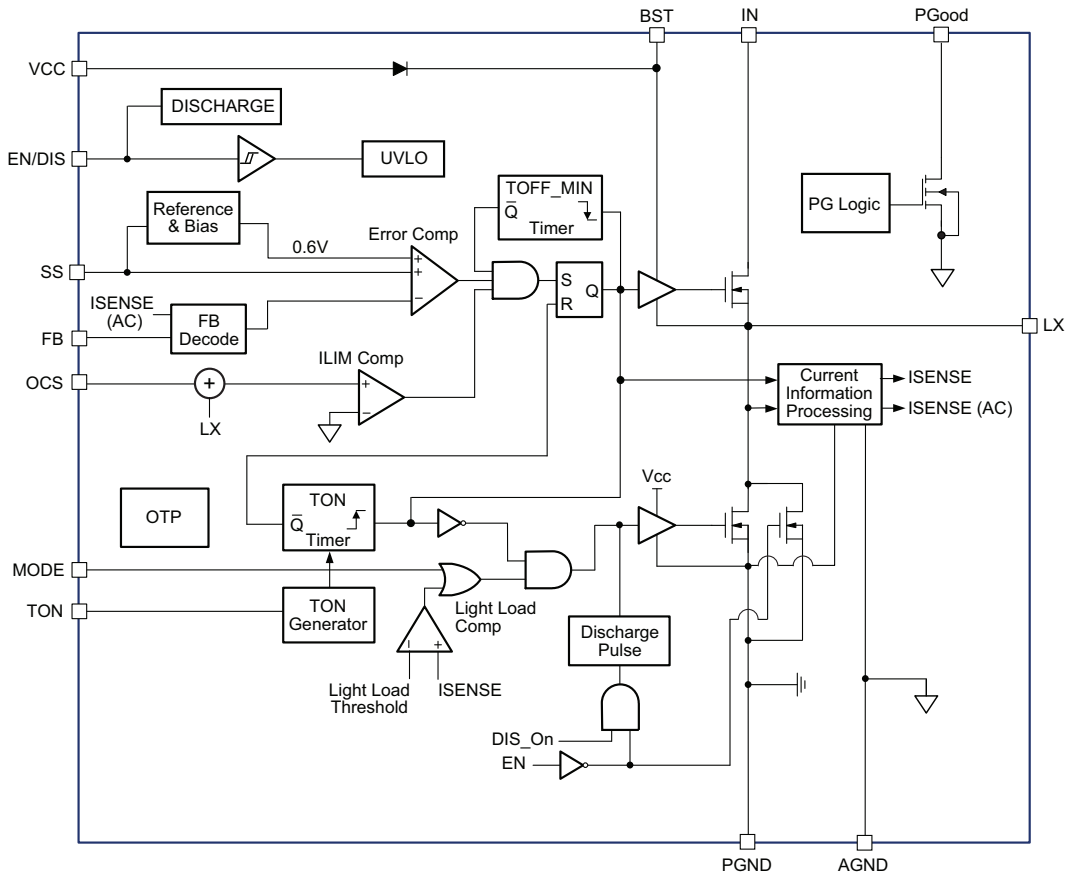 BST
IN
PGood
VCC
DISCHARGE
EN/DIS
UVLO
TOFF_MIN
Q̅
Timer
PG Logic
Reference
& Bias
0.6V
Error Comp
+
+
−
SS
S
R
Q
ISENSE
(AC)
FB
Decode
FB
LX
ILIM Comp
OCS
+
+
−
LX
Current
Information
Processing
ISENSE
ISENSE (AC)
Vcc
OTP
TON
Q̅
Timer
MODE
TON
TON
Generator
Light Load
Comp
−
+
Light Load
Threshold
ISENSE
Discharge
Pulse
DIS_On
EN
PGND
AGND